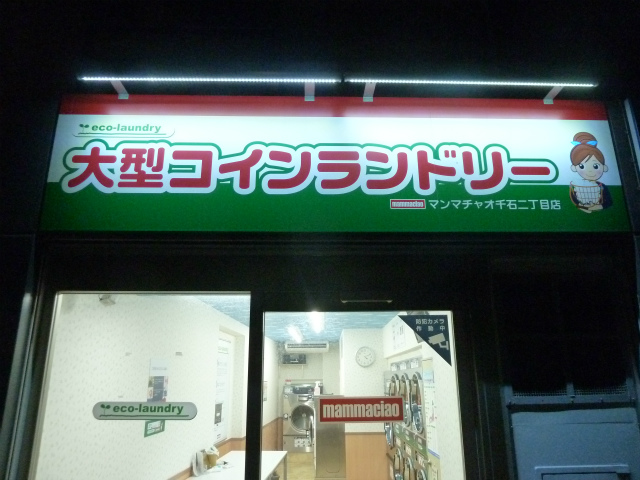 eco-laundry
大型コインランドリー
mammaciao マンマチャオ千石二丁目店
防犯カメラ
作動中
eco-laundry
mammaciao